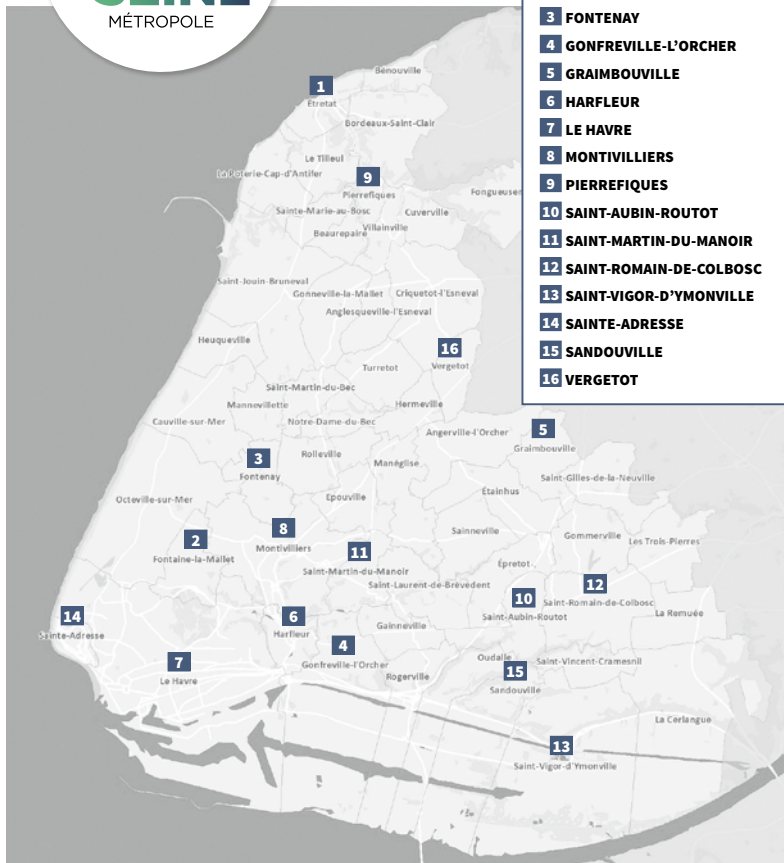 SEINE
MÉTROPOLE
3 FONTENAY
4 GONFREVILLE-L'ORCHER
5 GRAIMBOUVILLE
6 HARFLEUR
7 LE HAVRE
8 MONTIVILLIERS
9 PIERREFIQUES
10 SAINT-AUBIN-ROUTOT
11 SAINT-MARTIN-DU-MANOIR
12 SAINT-ROMAIN-DE-COLBOSC
13 SAINT-VIGOR-D'YMONVILLE
14 SAINTE-ADRESSE
15 SANDOUVILLE
16 VERGETOT
Bénouville
1
Étretat
Bordeaux-Saint-Clair
Le Tilleul
La Poterie-Cap-d'Antifer
9
Pierrefiques
Fongueuser
Sainte-Marie-au-Bosc
Cuverville
Villainville
Beaurepaire
Saint-Jouin-Bruneval
Gonneville-la-Mallet
Criquetot-l'Esneval
Anglesqueville-l'Esneval
Heuqueville
16
Vergetot
Turretot
Saint-Martin-du-Bec
Mannevillette
Hermeville
Cauville-sur-Mer
Notre-Dame-du-Bec
Angerville-l'Orcher
5
Graimbouville
3
Fontenay
Rolleville
Manéglise
Saint-Gilles-de-la-Neuville
Octeville-sur-Mer
Epouville
Étainhus
2
Fontaine-la-Mallet
8
Montivilliers
Sainneville
Gommerville
Les Trois-Pierres
11
Saint-Martin-du-Manoir
Épretot
Saint-Laurent-de-Brèvedent
10
Saint-Aubin-Routot
12
Saint-Romain-de-Colbosc
La Remuée
14
Sainte-Adresse
6
Harfleur
Gainneville
4
Gonfreville-l'Orcher
7
Le Havre
Rogerville
Oudalle
15
Sandouville
Saint-Vincent-Cramesnil
La Cerlangue
13
Saint-Vigor-d'Ymonville